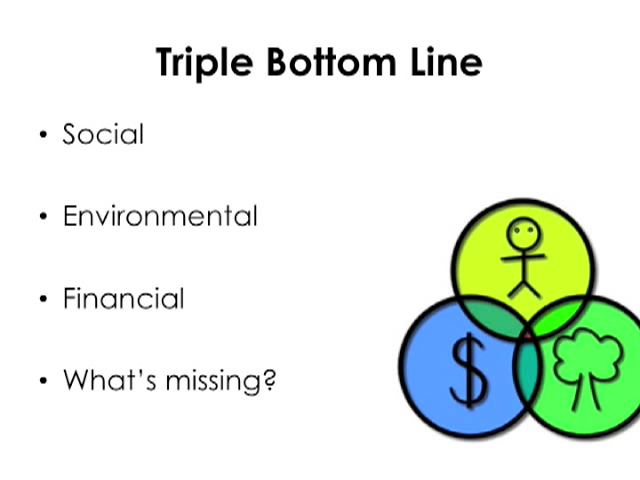 Triple Bottom Line
• Social
• Environmental
• Financial
• What's missing?
$